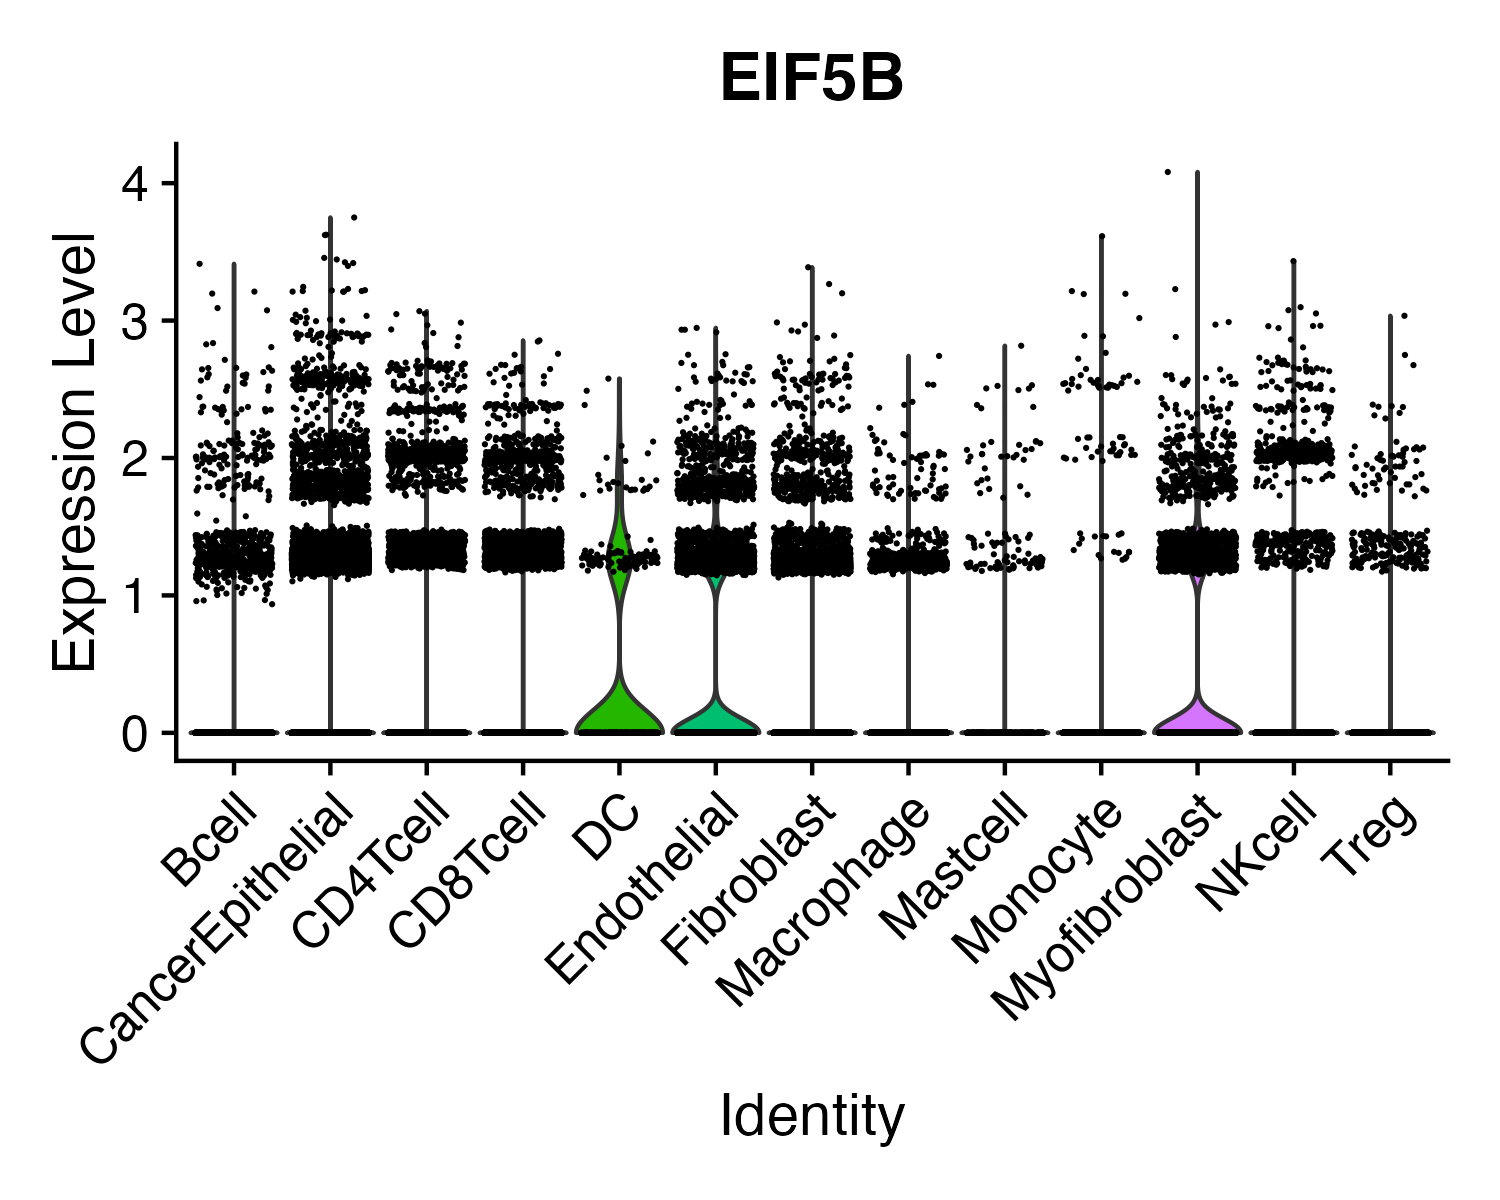 EIF5B
Expression Level
4
3
2
1
0
Bcell
CancerEpithelial
CD4Tcell
CD8Tcell
DC
Endothelial
Fibroblast
Macrophage
Mastcell
Monocyte
Myofibroblast
NKcell
Treg
Identity